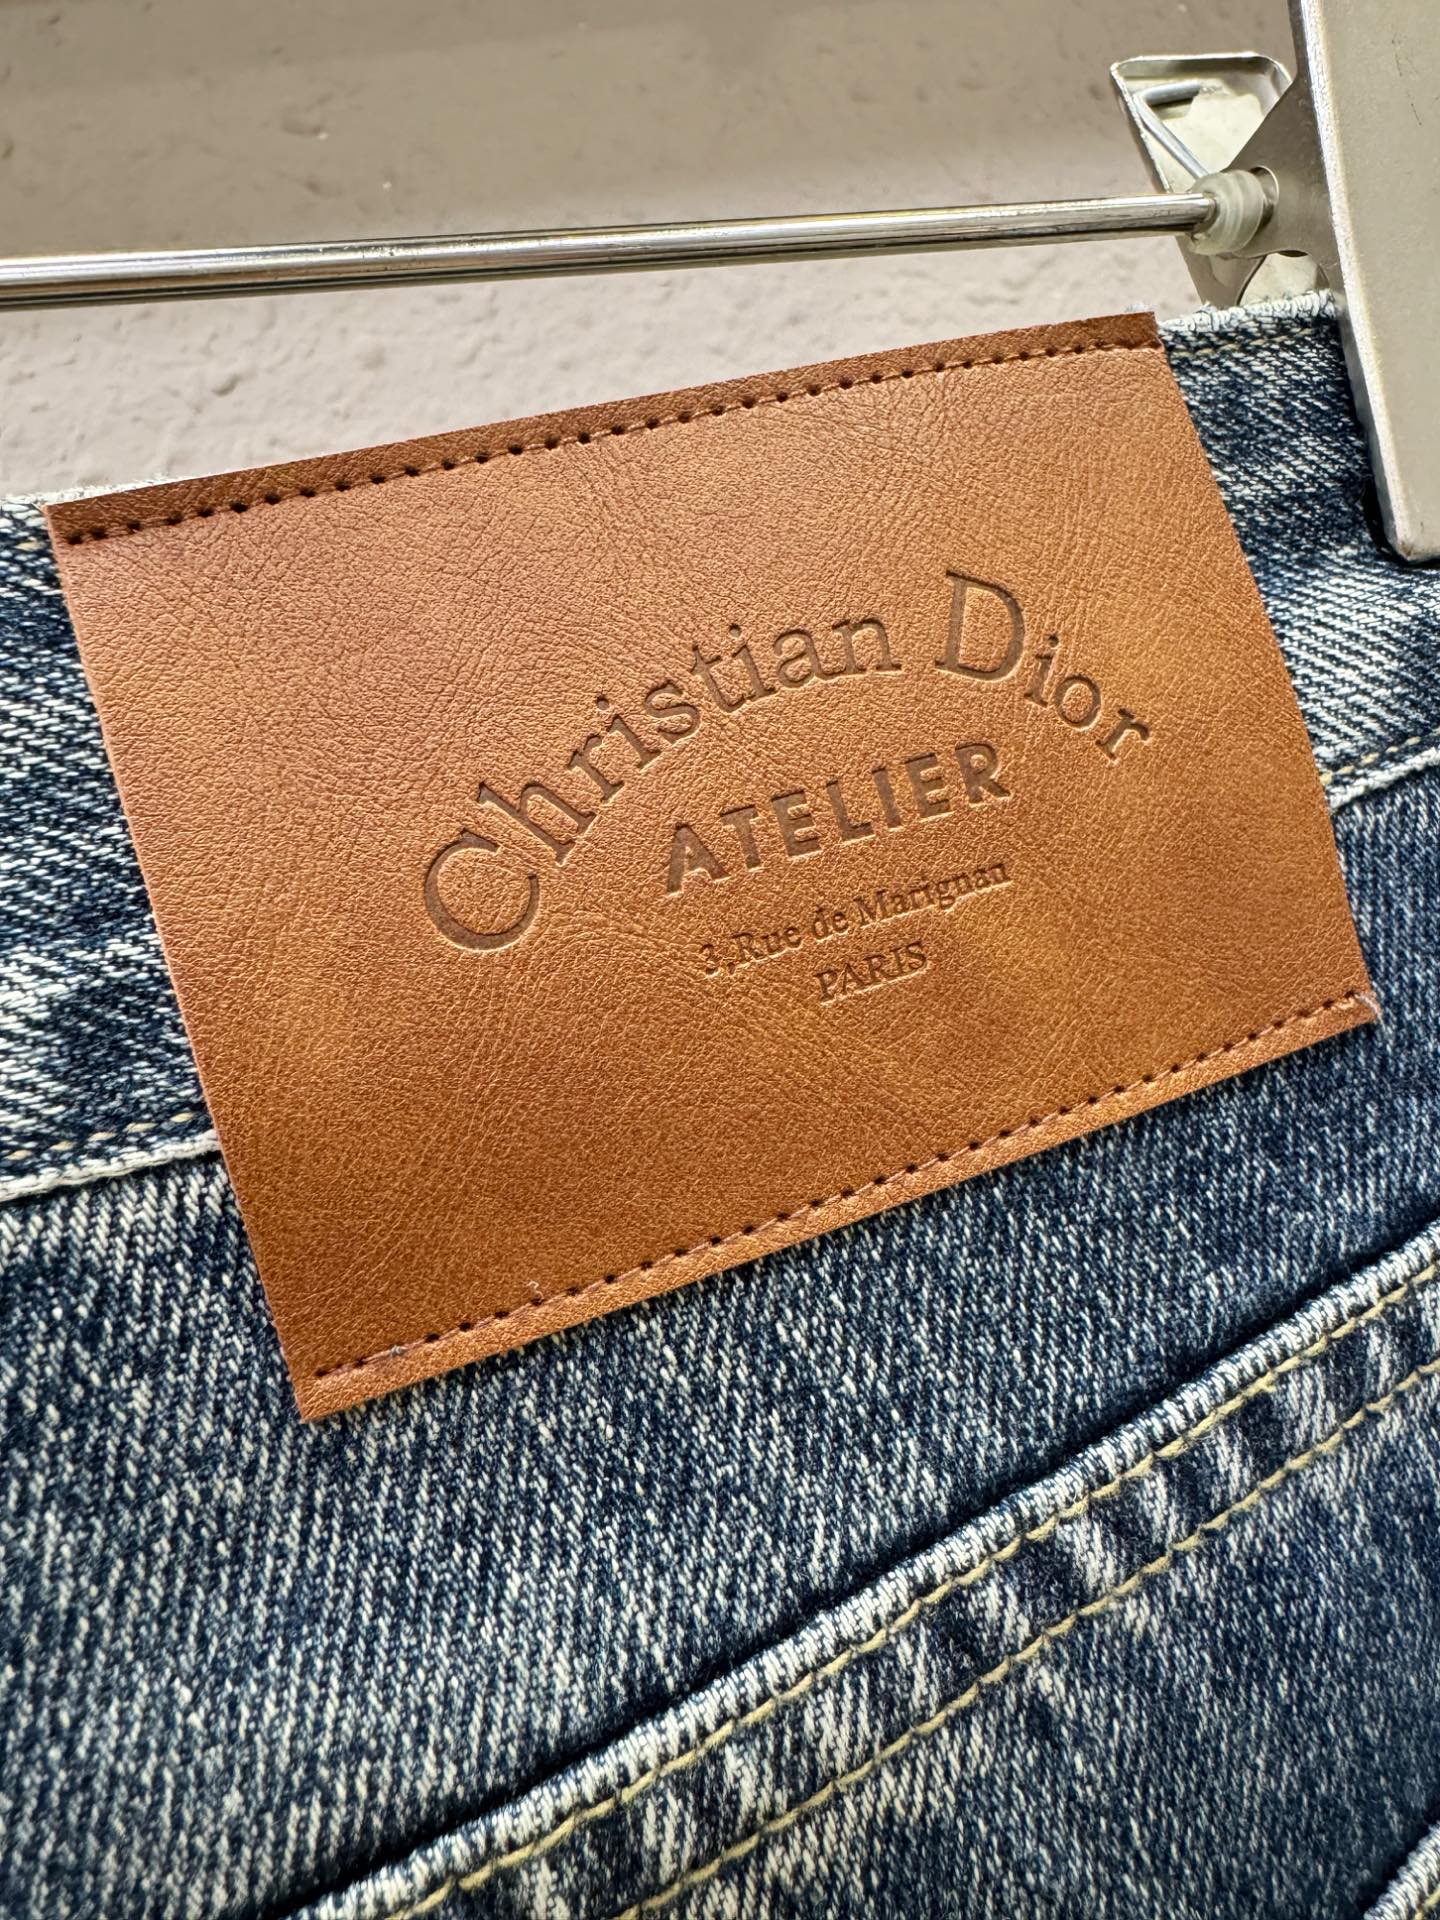 Christian Dior
ATELIER
3,Rue de Marignan
PARIS